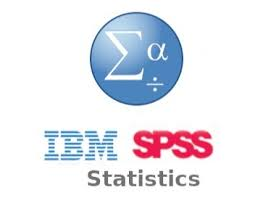 Σ α ÷
IBM SPSS
Statistics